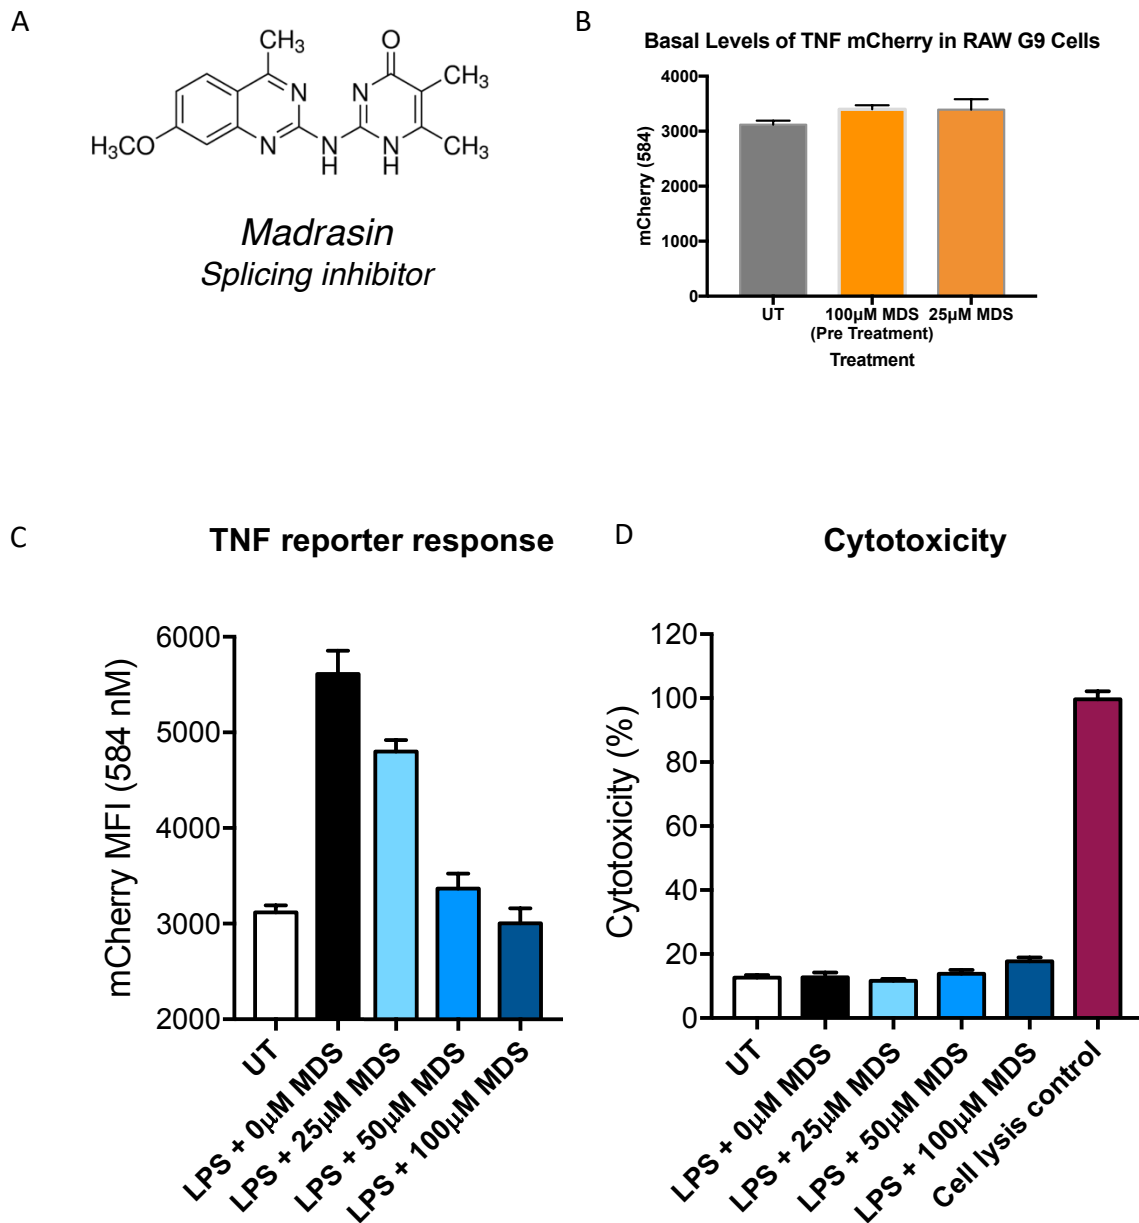 A
CH₃
O
N
N
CH₃
H₃CO
N
N
H
N
H
CH₃
Madrasin
Splicing inhibitor
B
Basal Levels of TNF mCherry in RAW G9 Cells
mCherry (584)
4000
3000
2000
1000
0
UT
100µM MDS
(Pre Treatment)
25µM MDS
Treatment
C
TNF reporter response
mCherry MFI (584 nM)
6000
5000
4000
3000
2000
UT
LPS + 0µM MDS
LPS + 25µM MDS
LPS + 50µM MDS
LPS + 100µM MDS
D
Cytotoxicity
Cytotoxicity (%)
120
100
80
60
40
20
0
UT
LPS + 0µM MDS
LPS + 25µM MDS
LPS + 50µM MDS
LPS + 100µM MDS
Cell lysis control